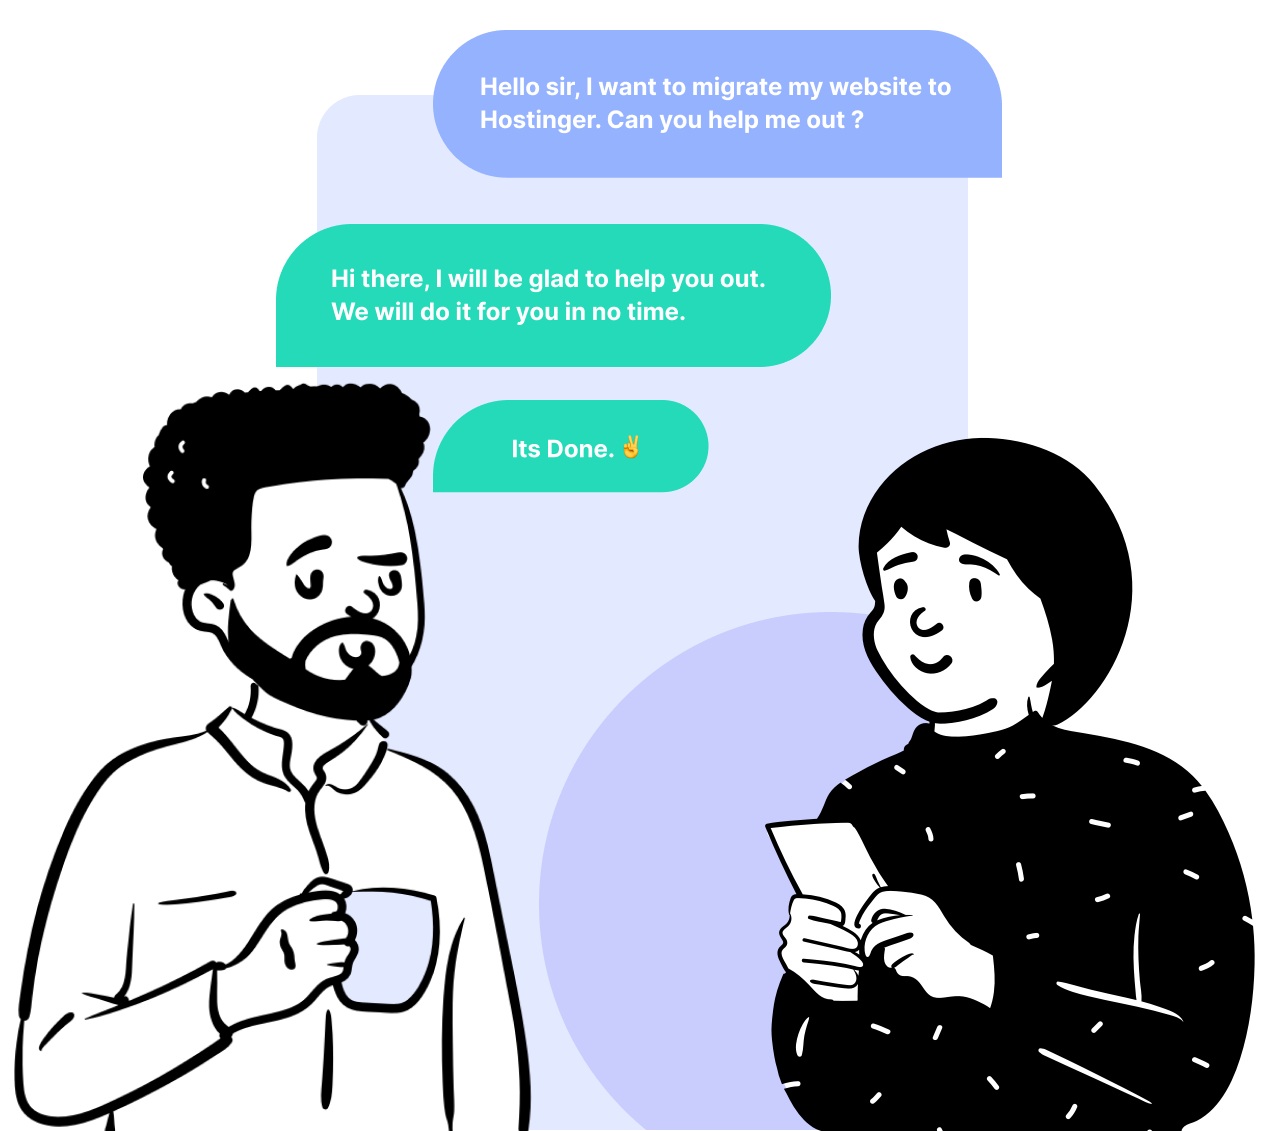 Hello sir, I want to migrate my website to
Hostinger. Can you help me out ?
Hi there, I will be glad to help you out.
We will do it for you in no time.
Its Done. ✌️